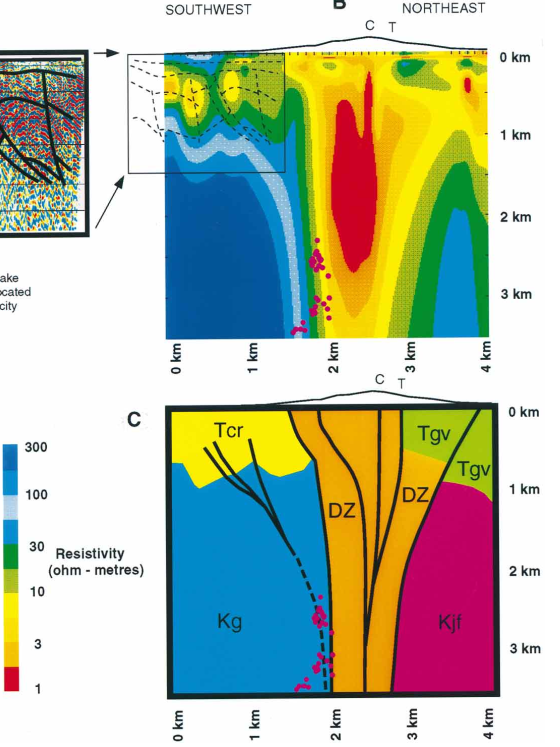 SOUTHWEST
B
NORTHEAST
C T
0 km
1 km
2 km
3 km
0 km
1 km
2 km
3 km
4 km
ake
cated
city
C T
C
0 km
Tcr
Tgv
Tgv
1 km
DZ
DZ
2 km
Kg
Kjf
3 km
0 km
1 km
2 km
3 km
4 km
300
100
30
Resistivity
(ohm - metres)
10
3
1